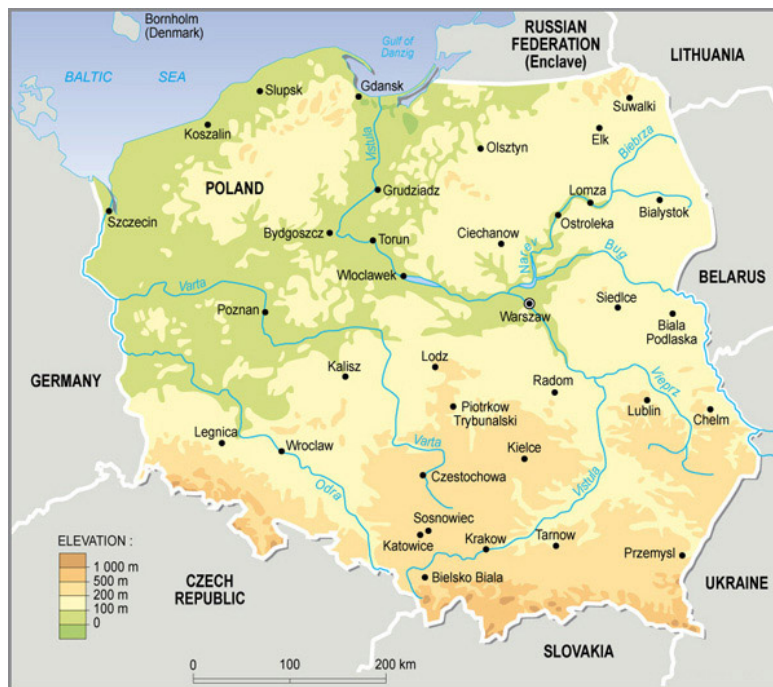 Bornholm
(Denmark)
BALTIC SEA
Gulf of
Danzig
RUSSIAN
FEDERATION
(Enclave)
LITHUANIA
Slupsk
Gdansk
Suwalki
Koszalin
Vistula
Elk
Olsztyn
Biebrza
POLAND
Grudziadz
Lomza
Szczecin
Bialystok
Ostroleka
Bydgoszcz
Torun
Ciechanow
Narev
Bug
Wloclawek
BELARUS
Varta
Siedlce
Poznan
Warszaw
Biala
Podlaska
GERMANY
Kalisz
Lodz
Radom
Vieprz
Piotrkow
Trybunalski
Lublin
Chelm
Legnica
Wroclaw
Varta
Kielce
Czestochowa
Odra
Vistula
Sosnowiec
Katowice
Krakow
Tarnow
Przemysl
ELEVATION :
1 000 m
500 m
200 m
100 m
0
Bielsko Biala
CZECH
REPUBLIC
UKRAINE
SLOVAKIA
0 100 200 km